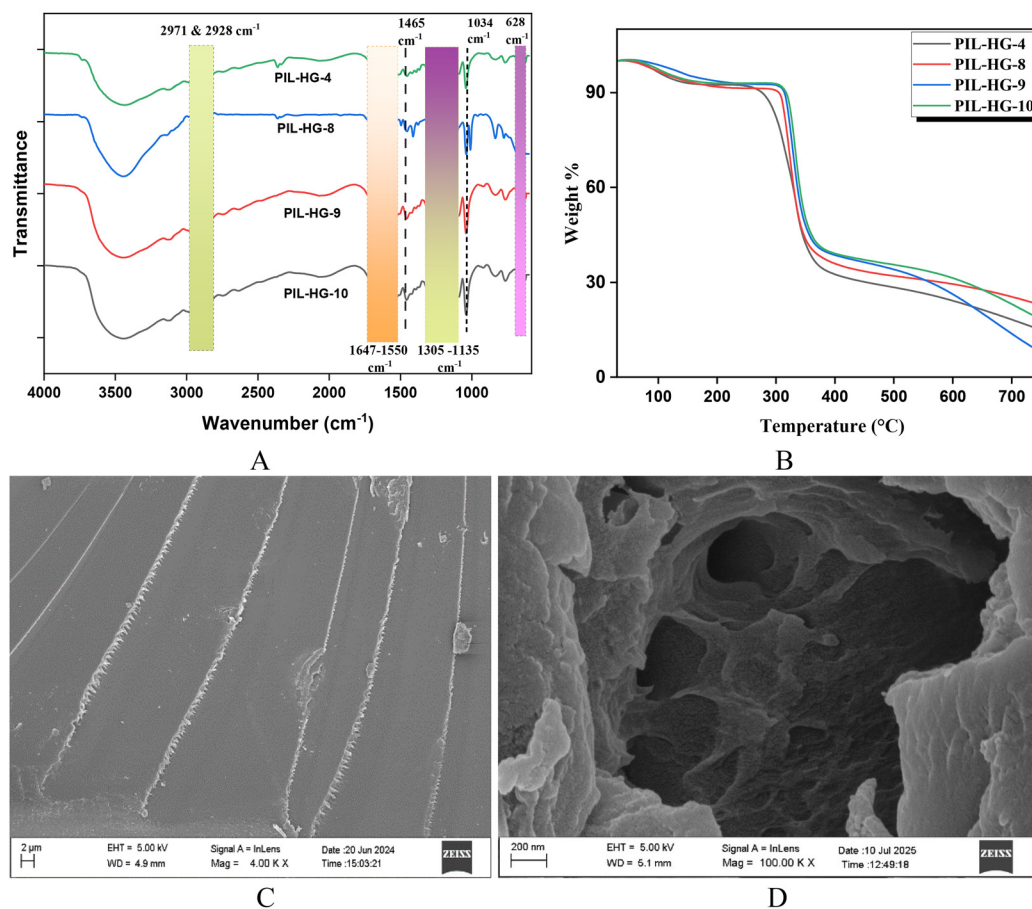 2971 & 2928 cm⁻¹
1465
cm⁻¹
1034
cm⁻¹
628
cm⁻¹
PIL-HG-4
PIL-HG-8
PIL-HG-9
PIL-HG-10
1647-1550
cm⁻¹
1305 -1135
cm⁻¹
Transmittance
4000
3500
3000
2500
2000
1500
1000
Wavenumber (cm⁻¹)
A
PIL-HG-4
PIL-HG-8
PIL-HG-9
PIL-HG-10
Weight %
90
60
30
0
0
100
200
300
400
500
600
700
Temperature (°C)
B
2 µm
EHT = 5.00 kV
WD = 4.9 mm
Signal A = InLens
Mag = 4.00 K X
Date :20 Jun 2024
Time :15:03:21
ZEISS
C
200 nm
EHT = 5.00 kV
WD = 5.1 mm
Signal A = InLens
Mag = 100.00 K X
Date :10 Jul 2025
Time :12:49:18
ZEISS
D